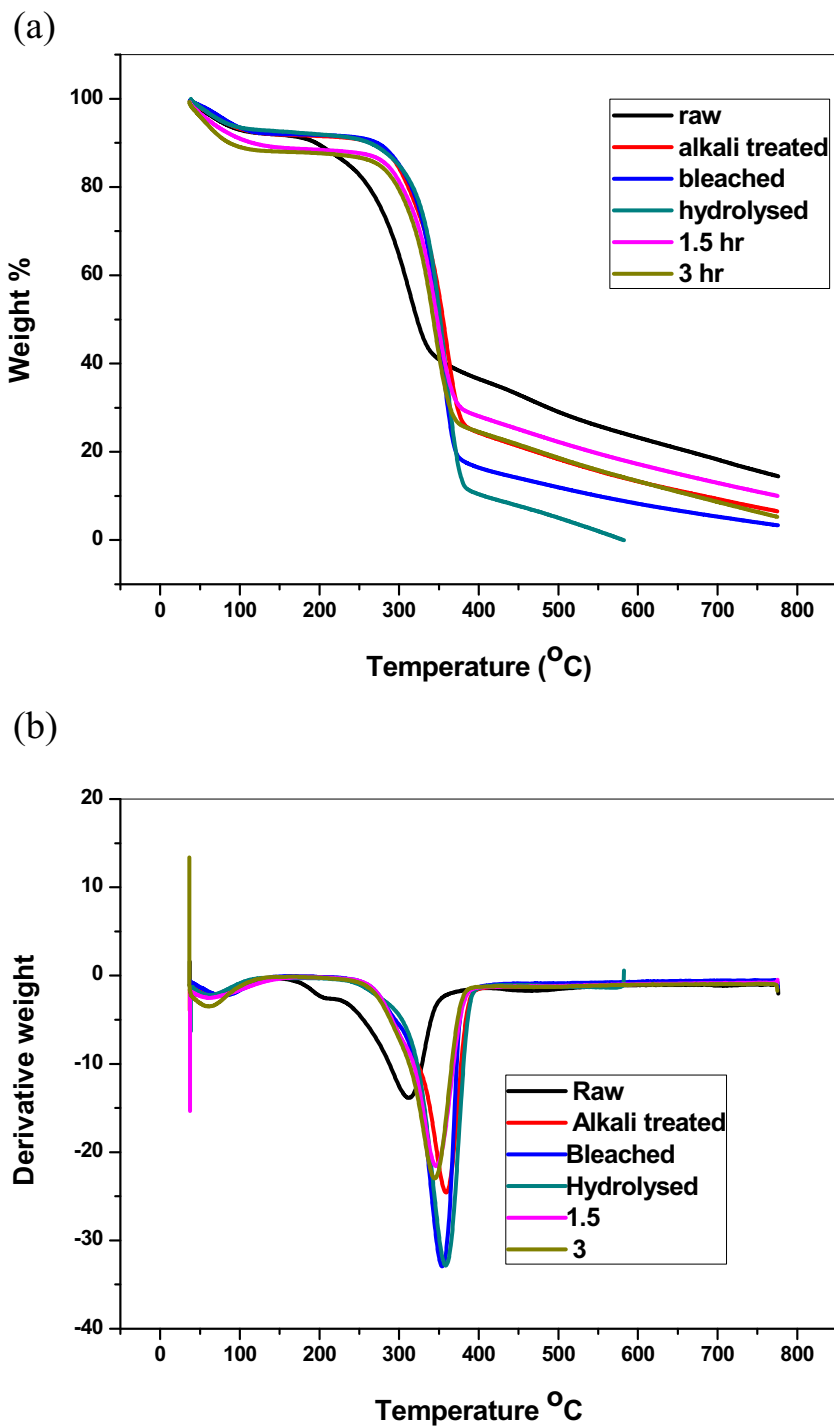 (a)
100
80
60
40
20
0
Weight %
raw
alkali treated
bleached
hydrolysed
1.5 hr
3 hr
0 100 200 300 400 500 600 700 800
Temperature (°C)
(b)
20
10
0
-10
-20
-30
-40
Derivative weight
Raw
Alkali treated
Bleached
Hydrolysed
1.5
3
0 100 200 300 400 500 600 700 800
Temperature °C